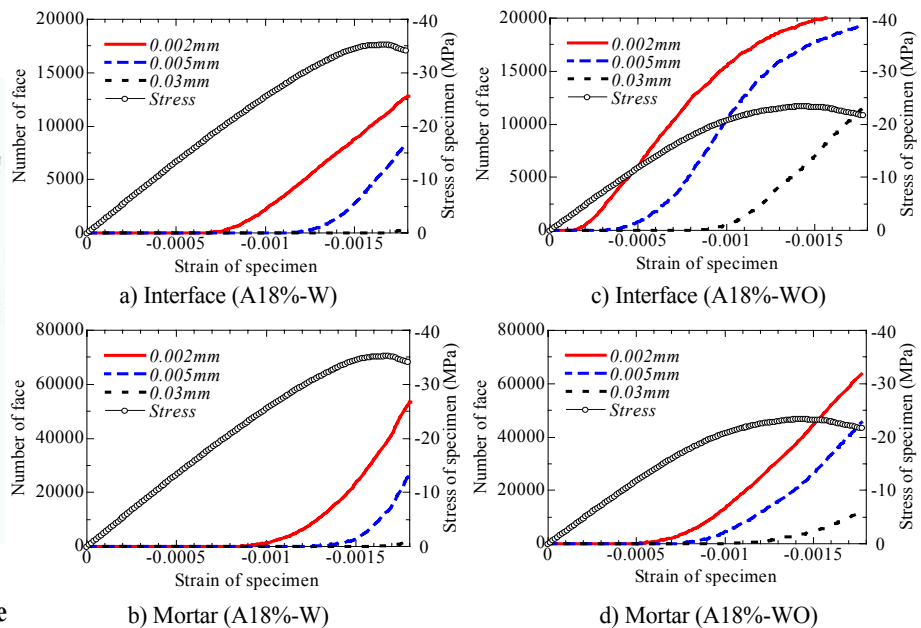 20000
15000
10000
5000
0
Number of face
0.002mm
0.005mm
0.03mm
Stress
-40
-30
-20
-10
0
Stress of specimen (MPa)
0 -0.0005 -0.001 -0.0015
Strain of specimen
a) Interface (A18%-W)
20000
15000
10000
5000
0
Number of face
0.002mm
0.005mm
0.03mm
Stress
-40
-30
-20
-10
0
Stress of specimen (MPa)
0 -0.0005 -0.001 -0.0015
Strain of specimen
c) Interface (A18%-WO)
80000
60000
40000
20000
0
Number of face
0.002mm
0.005mm
0.03mm
Stress
-40
-30
-20
-10
0
Stress of specimen (MPa)
0 -0.0005 -0.001 -0.0015
Strain of specimen
b) Mortar (A18%-W)
80000
60000
40000
20000
0
Number of face
0.002mm
0.005mm
0.03mm
Stress
-40
-30
-20
-10
0
Stress of specimen (MPa)
0 -0.0005 -0.001 -0.0015
Strain of specimen
d) Mortar (A18%-WO)